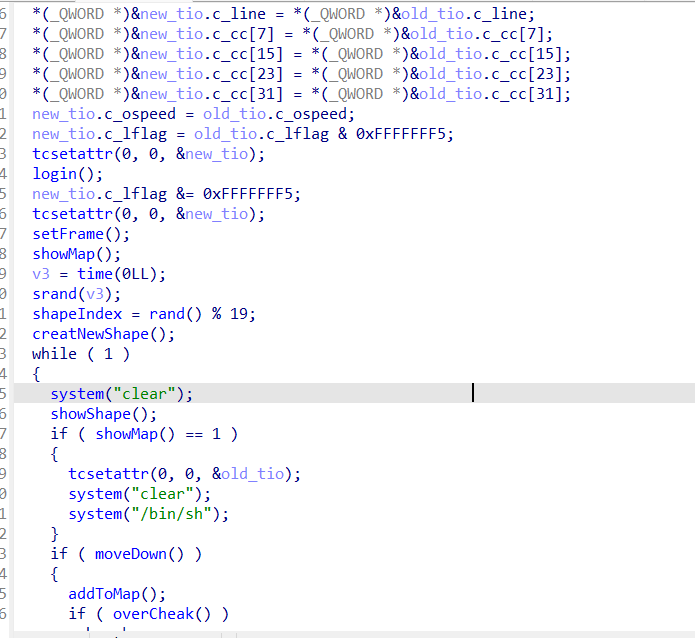 6 *(_QWORD *)&new_tio.c_line = *(_QWORD *)&old_tio.c_line;
7 *(_QWORD *)&new_tio.c_cc[7] = *(_QWORD *)&old_tio.c_cc[7];
8 *(_QWORD *)&new_tio.c_cc[15] = *(_QWORD *)&old_tio.c_cc[15];
9 *(_QWORD *)&new_tio.c_cc[23] = *(_QWORD *)&old_tio.c_cc[23];
0 *(_QWORD *)&new_tio.c_cc[31] = *(_QWORD *)&old_tio.c_cc[31];
1 new_tio.c_ospeed = old_tio.c_ospeed;
2 new_tio.c_lflag = old_tio.c_lflag & 0xFFFFFFF5;
3 tcsetattr(0, 0, &new_tio);
4 login();
5 new_tio.c_lflag &= 0xFFFFFFF5;
6 tcsetattr(0, 0, &new_tio);
7 setFrame();
8 showMap();
9 v3 = time(0LL);
0 srand(v3);
1 shapeIndex = rand() % 19;
2 creatNewShape();
3 while ( 1 )
4 {
5 system("clear");
6 showShape();
7 if ( showMap() == 1 )
8 {
9 tcsetattr(0, 0, &old_tio);
0 system("clear");
1 system("/bin/sh");
2 }
3 if ( moveDown() )
4 {
5 addToMap();
6 if ( overCheak() )